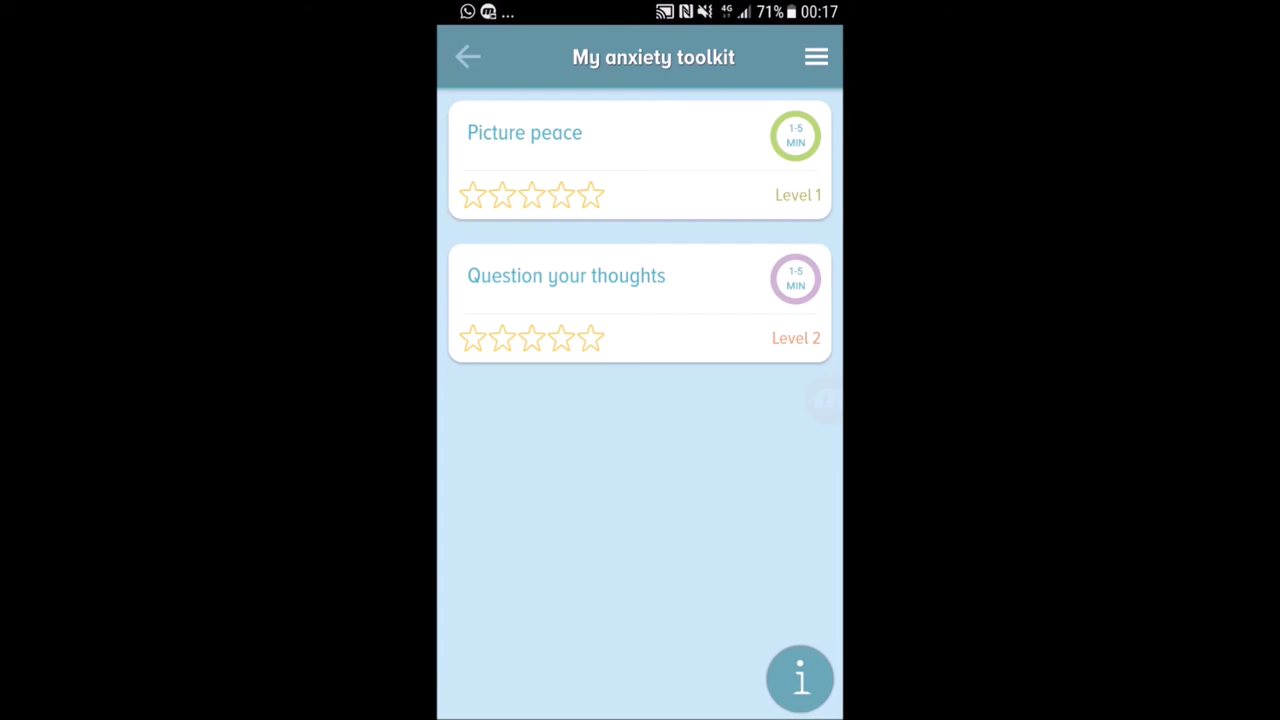 ... 4G 71% 00:17
My anxiety toolkit
Picture peace
1-5
MIN
Level 1
Question your thoughts
1-5
MIN
Level 2
i